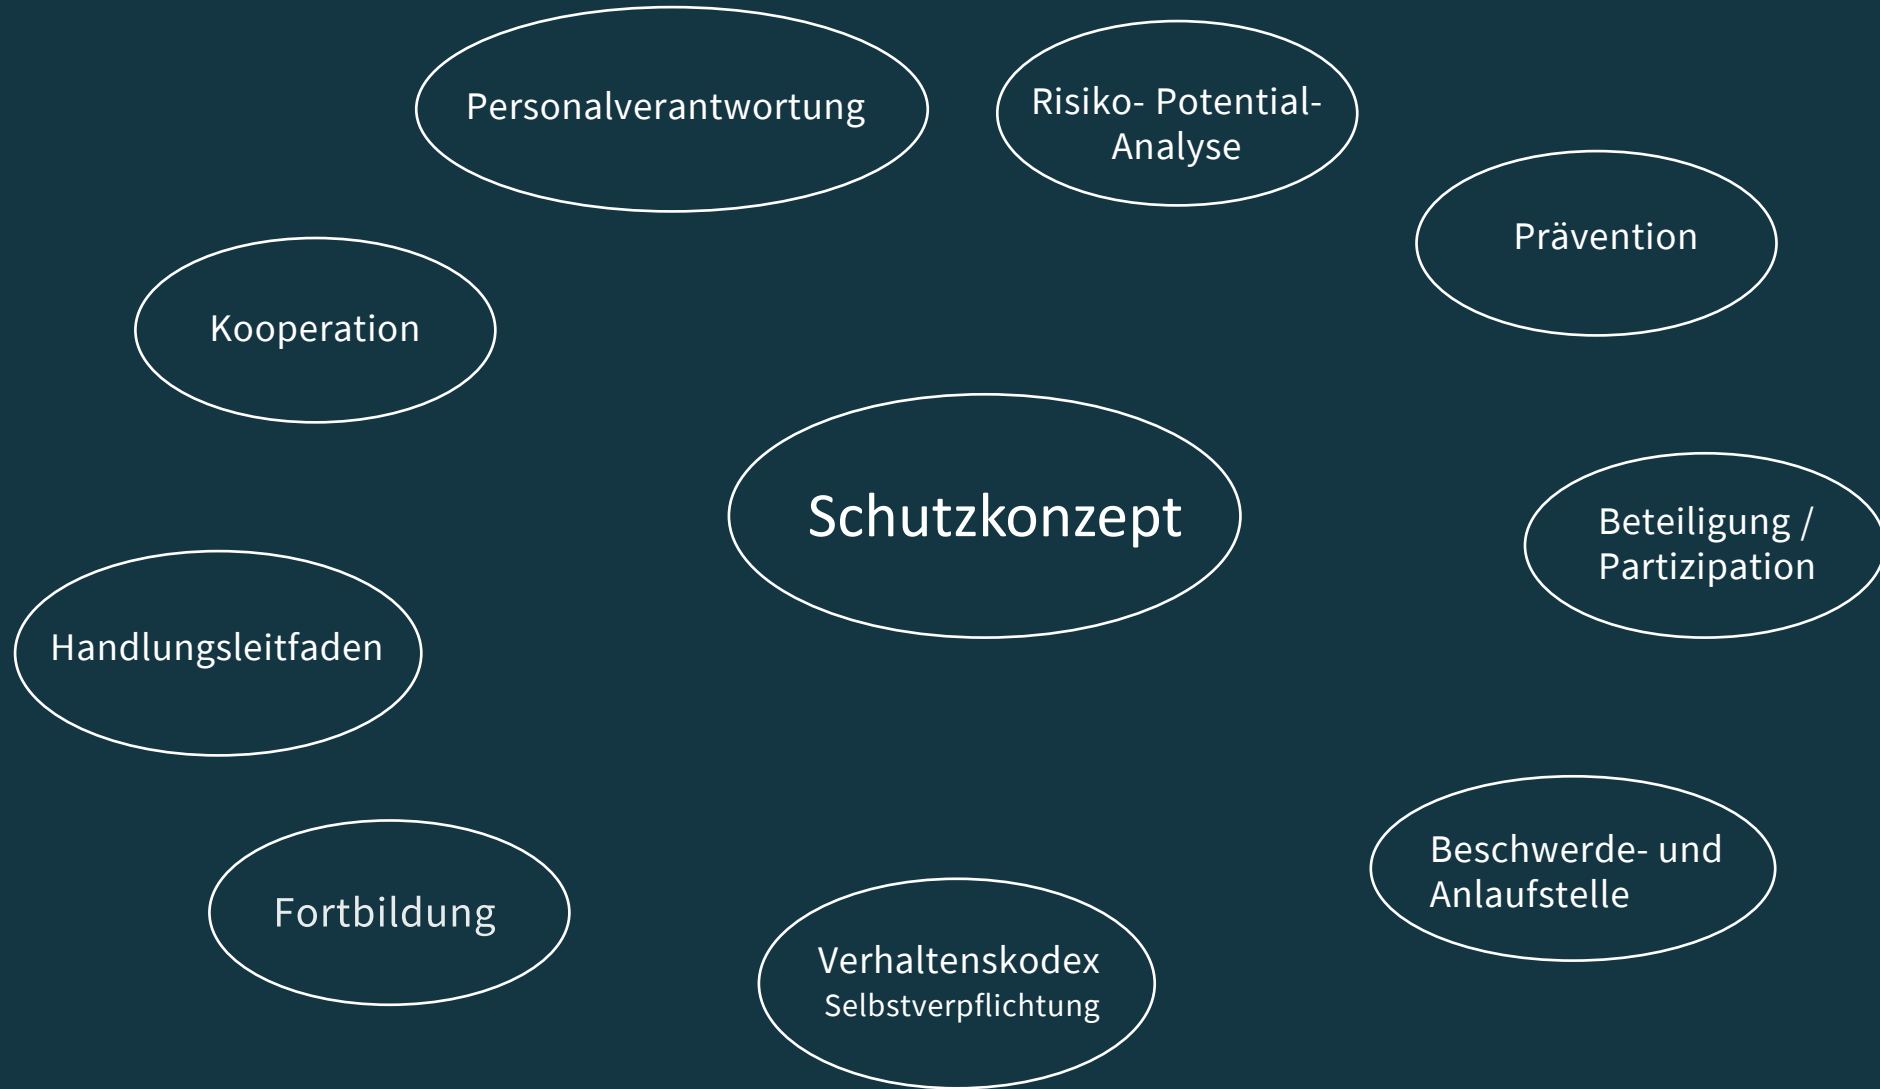 Personalverantwortung
Risiko- Potential-
Analyse
Prävention
Kooperation
Schutzkonzept
Beteiligung /
Partizipation
Handlungsleitfaden
Beschwerde- und
Anlaufstelle
Fortbildung
Verhaltenskodex
Selbstverpflichtung